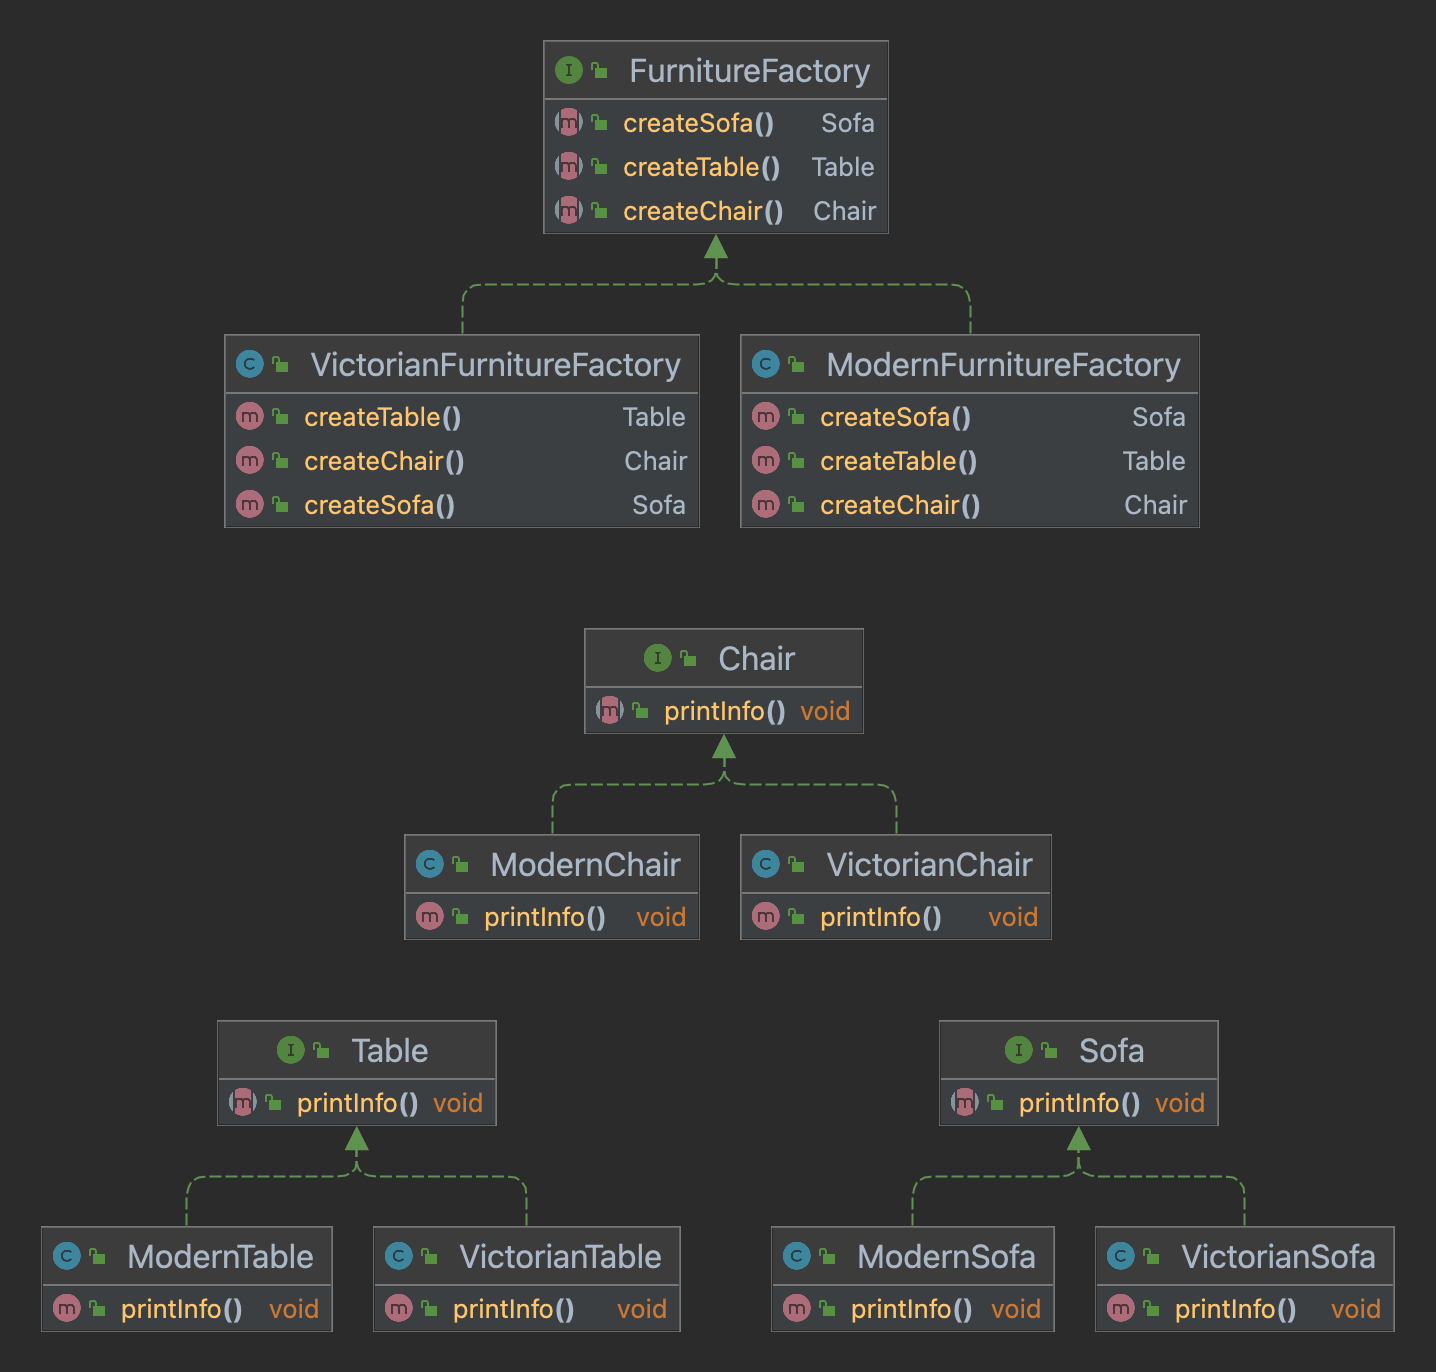 I FurnitureFactory
m createSofa() Sofa
m createTable() Table
m createChair() Chair
C VictorianFurnitureFactory
m createTable() Table
m createChair() Chair
m createSofa() Sofa
C ModernFurnitureFactory
m createSofa() Sofa
m createTable() Table
m createChair() Chair
I Chair
m printInfo() void
C ModernChair
m printInfo() void
C VictorianChair
m printInfo() void
I Table
m printInfo() void
I Sofa
m printInfo() void
C ModernTable
m printInfo() void
C VictorianTable
m printInfo() void
C ModernSofa
m printInfo() void
C VictorianSofa
m printInfo() void